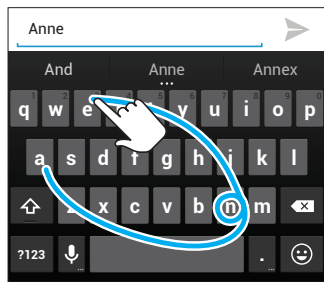 Anne
And Anne Annex
q w e r t y u i o p
a s d f g h j k l
z x c v b n m
?123 .